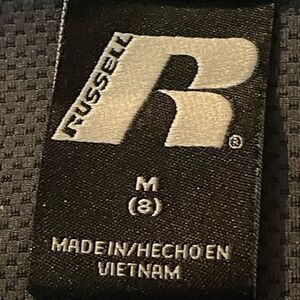 RUSSELL
R®
M
(8)
MADE IN/HECHO EN
VIETNAM